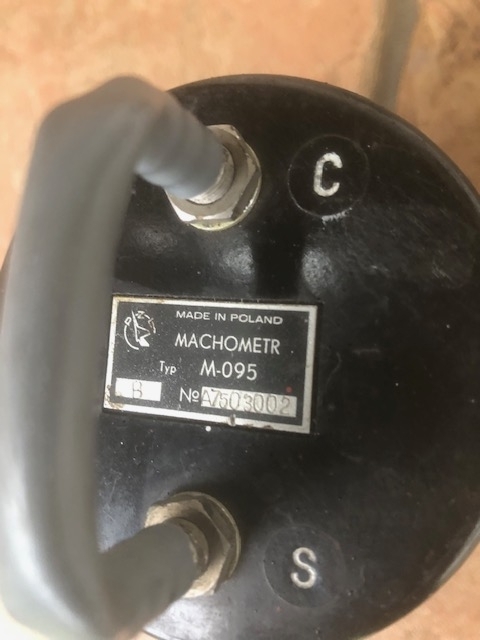 C
MADE IN POLAND
MACHOMETR
Typ M-095
B № A7503002
S